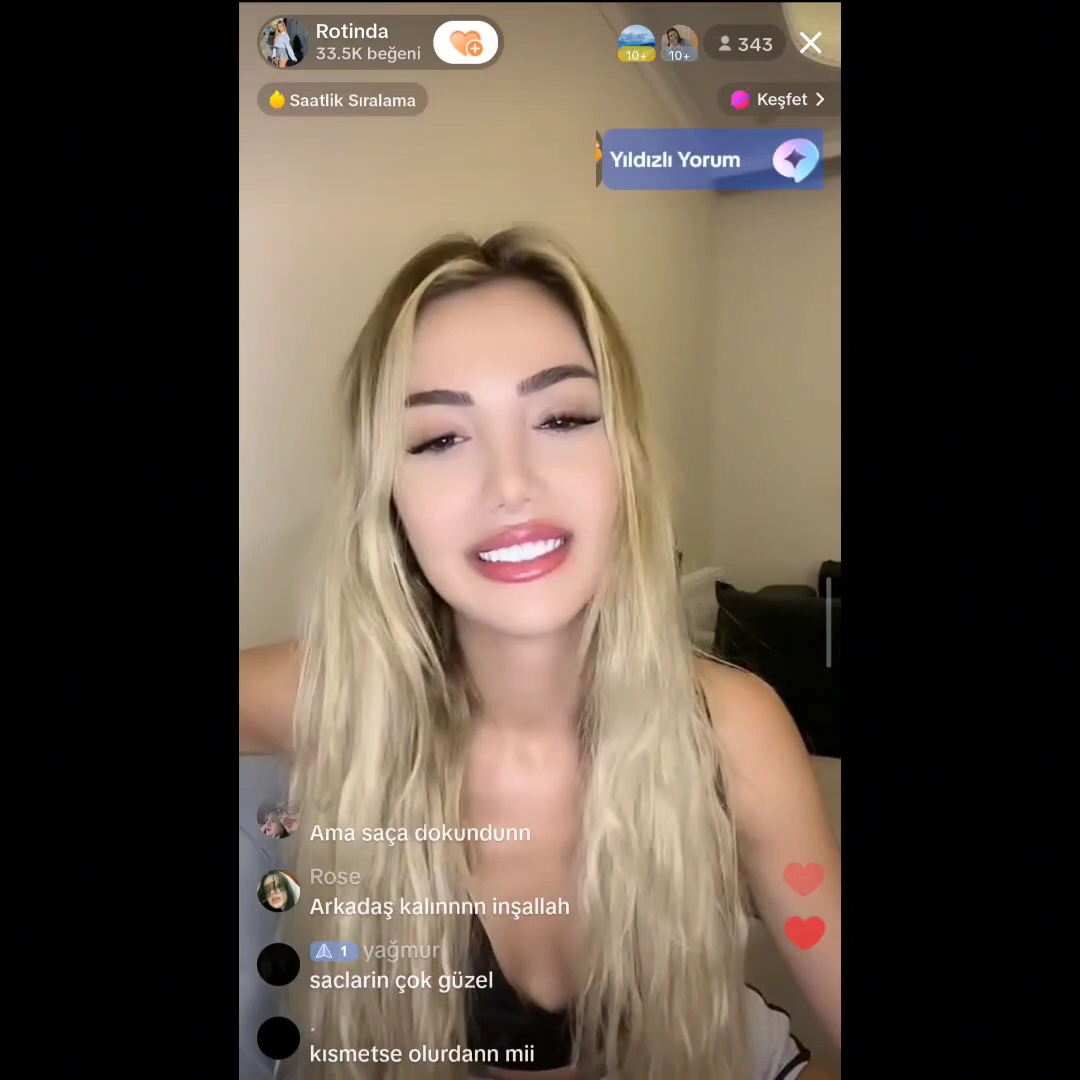 Rotinda
33.5K beğeni
10+
10+
343
Saatlik Sıralama
Keşfet
Yıldızlı Yorum
Ama saça dokundunn
Rose
Arkadaş kalınnnn inşallah
1 yağmur
saclarin çok güzel
.
kısmetse olurdann mii